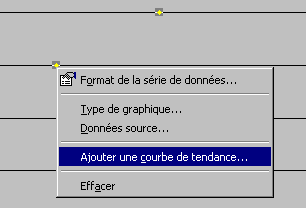 Format de la série de données...
Type de graphique...
Données source...
Ajouter une courbe de tendance...
Effacer